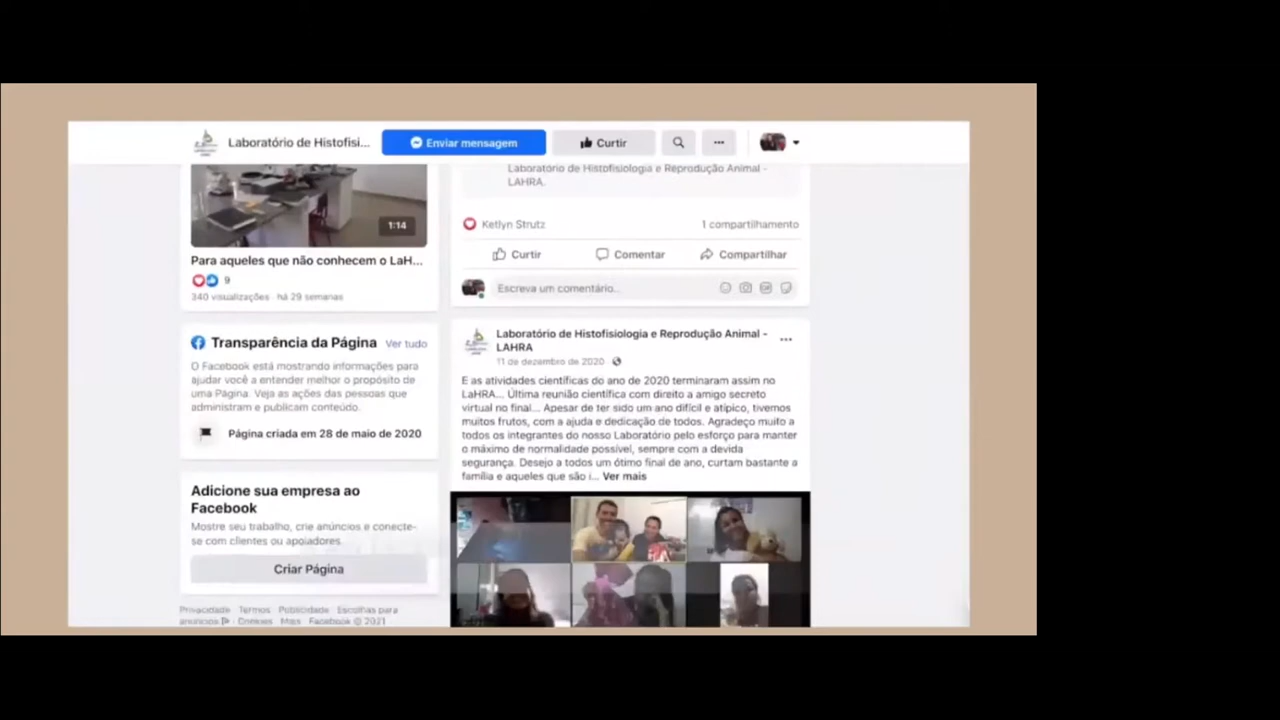 Laboratório de Histofisi...
Enviar mensagem
Curtir
1:14
Para aqueles que não conhecem o LaH...
9
340 visualizações · há 29 semanas
Transparência da Página
Ver tudo
O Facebook está mostrando informações para
ajudar você a entender melhor o propósito de
uma Página. Veja as ações das pessoas que
administram e publicam conteúdo.
Página criada em 28 de maio de 2020
Adicione sua empresa ao
Facebook
Mostre seu trabalho, crie anúncios e conecte-
se com clientes ou apoiadores.
Criar Página
Privacidade · Termos · Publicidade · Escolhas para
anúncios · Cookies · Mais · Facebook © 2021
Laboratório de Histofisiologia e Reprodução Animal -
LAHRA.
Ketlyn Strutz
1 compartilhamento
Curtir
Comentar
Compartilhar
Escreva um comentário...
GIF
Laboratório de Histofisiologia e Reprodução Animal -
LAHRA
11 de dezembro de 2020
E as atividades científicas do ano de 2020 terminaram assim no
LaHRA... Última reunião científica com direito a amigo secreto
virtual no final... Apesar de ter sido um ano difícil e atípico, tivemos
muitos frutos, com a ajuda e dedicação de todos. Agradeço muito a
todos os integrantes do nosso Laboratório pelo esforço para manter
o máximo de normalidade possível, sempre com a devida
segurança. Desejo a todos um ótimo final de ano, curtam bastante a
família e aqueles que são i... Ver mais